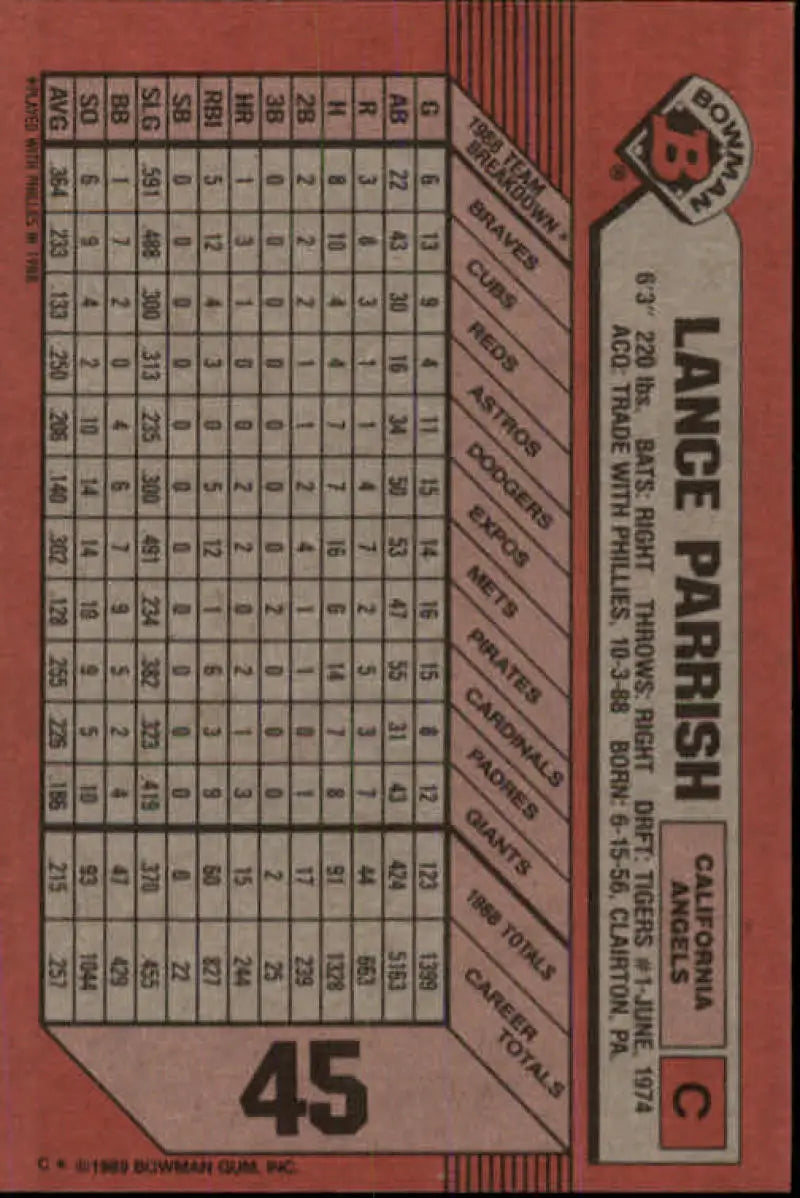 BOWMAN
B
®
LANCE PARRISH
CALIFORNIA
ANGELS
C
6'3" 220 lbs. BATS: RIGHT THROWS: RIGHT DRFT: TIGERS #1-JUNE, 1974
ACQ: TRADE WITH PHILLIES, 10-3-88 BORN: 6-15-56, CLAIRTON, PA.
1988 TEAM
BREAKDOWN*
BRAVES
CUBS
REDS
ASTROS
DODGERS
EXPOS
METS
PIRATES
CARDINALS
PADRES
GIANTS
1988 TOTALS
CAREER
TOTALS
G 6 13 9 4 11 15 14 16 15 8 12 123 1399
AB 22 43 30 16 34 50 53 47 55 31 43 424 5163
R 3 8 3 1 1 4 7 2 5 3 7 44 663
H 8 10 4 4 7 7 16 6 14 7 8 91 1328
2B 2 2 2 1 1 2 4 1 1 0 1 17 239
3B 0 0 0 0 0 0 0 2 0 0 0 2 25
HR 1 3 1 0 0 2 2 0 2 1 3 15 244
RBI 5 12 4 3 0 5 12 1 6 3 9 60 827
SB 0 0 0 0 0 0 0 0 0 0 0 0 22
SLG .591 .488 .300 .313 .235 .300 .491 .234 .382 .323 .419 .370 .455
BB 1 7 2 0 4 6 7 9 5 2 4 47 429
SO 6 9 4 2 10 14 14 10 9 5 10 93 1044
AVG .364 .233 .133 .250 .206 .140 .302 .128 .255 .226 .186 .215 .257
*PLAYED WITH PHILLIES IN 1988
45
C * ©1989 BOWMAN GUM, INC.